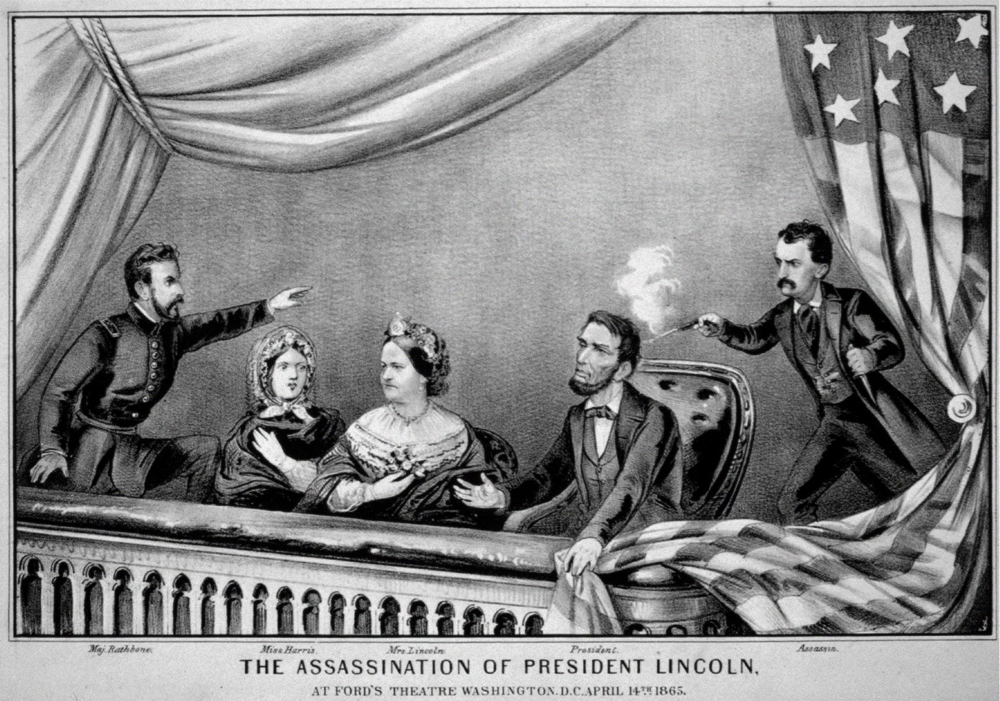 Maj. Rathbone. Miss Harris. Mrs. Lincoln President. Assassin.
THE ASSASSINATION OF PRESIDENT LINCOLN,
AT FORD'S THEATRE WASHINGTON. D.C. APRIL 14TH 1865.